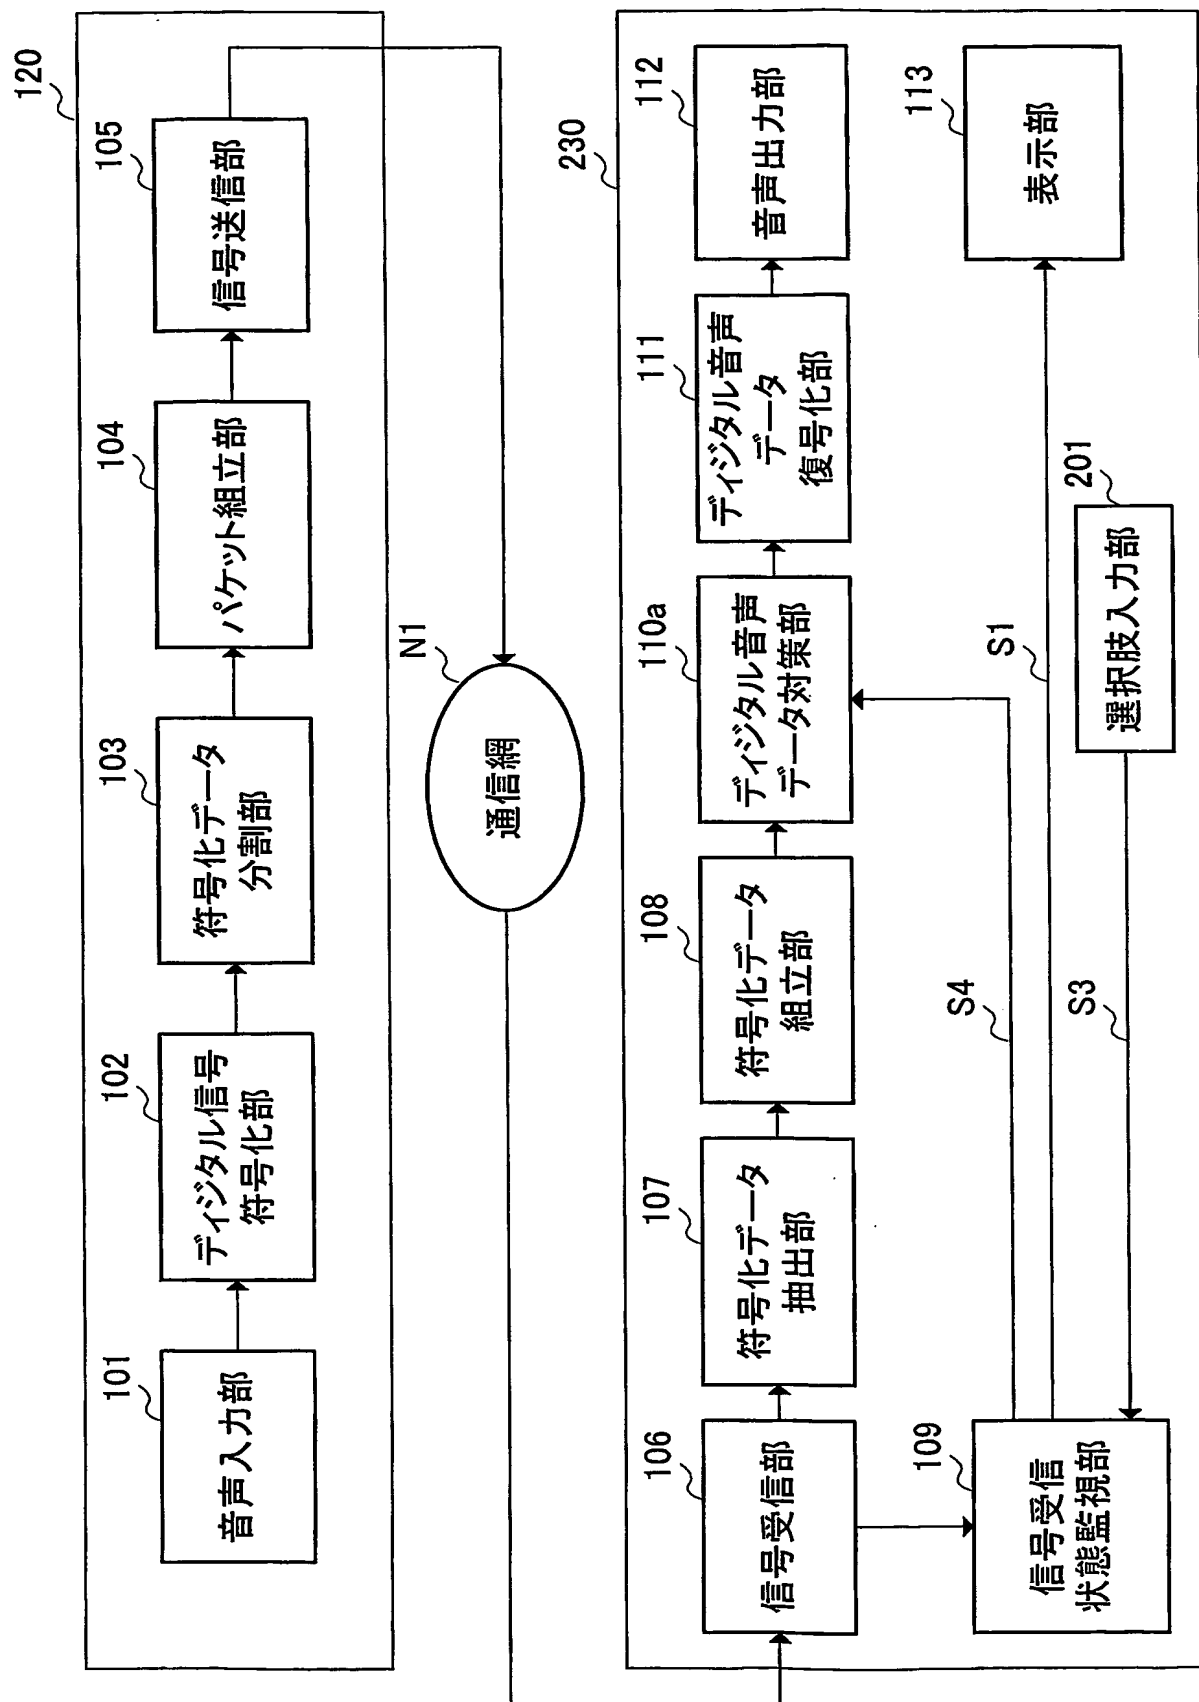 120
101
音声入力部
102
ディジタル信号
符号化部
103
符号化データ
分割部
104
パケット組立部
105
信号送信部
N1
通信網
230
106
信号受信部
107
符号化データ
抽出部
108
符号化データ
組立部
110a
ディジタル音声
データ対策部
111
ディジタル音声
データ
復号化部
112
音声出力部
109
信号受信
状態監視部
S4
S1
S3
201
選択肢入力部
113
表示部